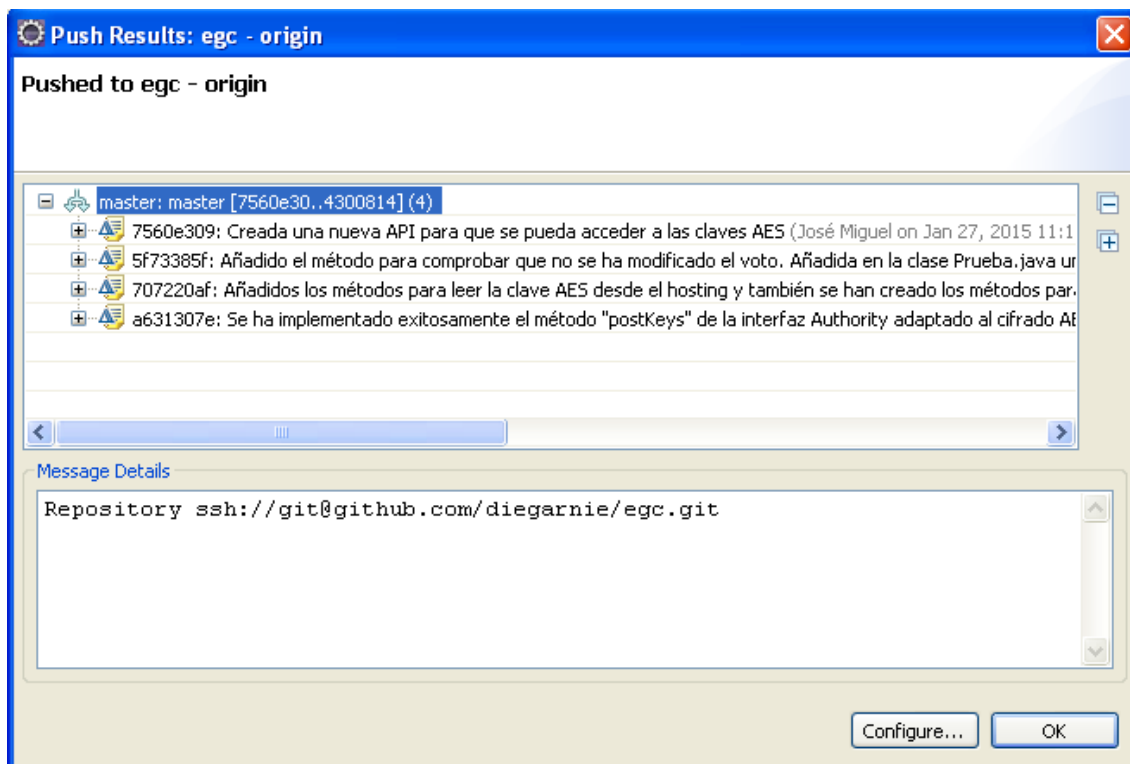 Push Results: egc - origin
Pushed to egc - origin
master: master [7560e30..4300814] (4)
7560e309: Creada una nueva API para que se pueda acceder a las claves AES (José Miguel on Jan 27, 2015 11:1
5f73385f: Añadido el método para comprobar que no se ha modificado el voto. Añadida en la clase Prueba.java
707220af: Añadidos los métodos para leer la clave AES desde el hosting y también se han creado los métodos
a631307e: Se ha implementado exitosamente el método "postKeys" de la interfaz Authority adaptado al cifrado
Message Details
Repository ssh://git@github.com/diegarnie/egc.git
Configure... OK